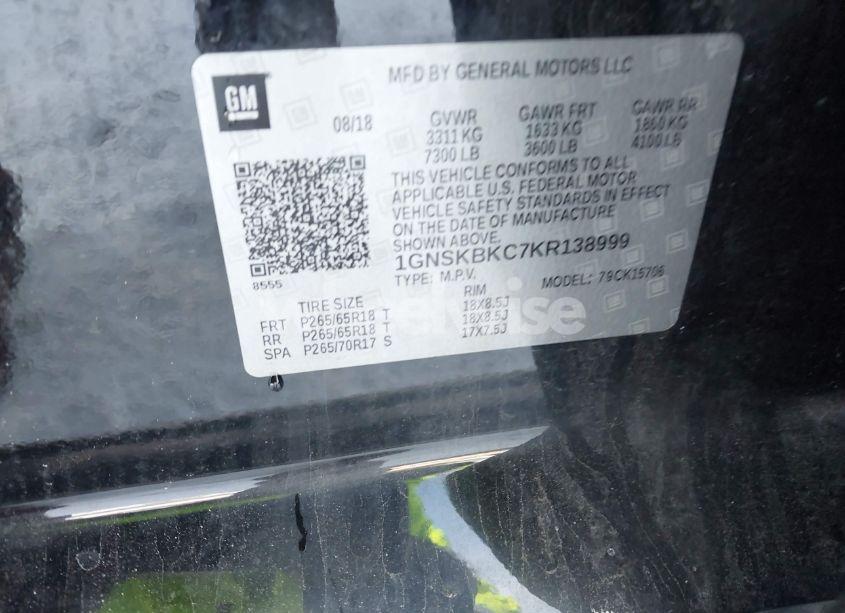 GM
MFD BY GENERAL MOTORS LLC
08/18
GVWR GAWR FRT GAWR RR
3311 KG 1633 KG 1860 KG
7300 LB 3600 LB 4100 LB
THIS VEHICLE CONFORMS TO ALL
APPLICABLE U.S. FEDERAL MOTOR
VEHICLE SAFETY STANDARDS IN EFFECT
ON THE DATE OF MANUFACTURE
SHOWN ABOVE.
1GNSKBKC7KR138999
TYPE: M.P.V. MODEL: 79CK15706
8555
TIRE SIZE RIM
FRT P265/65R18 T 18X8.5J
RR P265/65R18 T 18X8.5J
SPA P265/70R17 S 17X7.5J